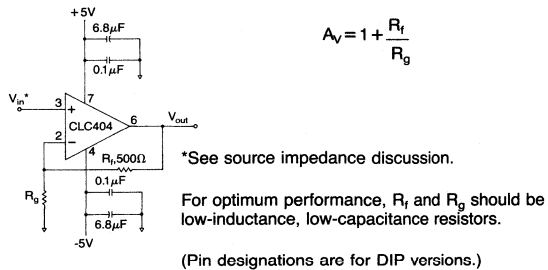 +5V
6.8μF
0.1μF
V_in*
3
+
7
CLC404
6
V_out
2
−
4
R_f,500Ω
0.1μF
R_g
6.8μF
-5V
A_V = 1 + R_f / R_g
*See source impedance discussion.
For optimum performance, R_f and R_g should be
low-inductance, low-capacitance resistors.
(Pin designations are for DIP versions.)